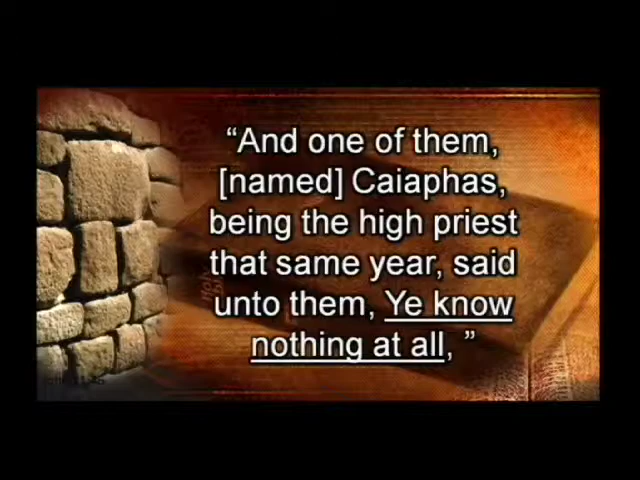 “And one of them,
[named] Caiaphas,
being the high priest
that same year, said
unto them, Ye know
nothing at all, ”